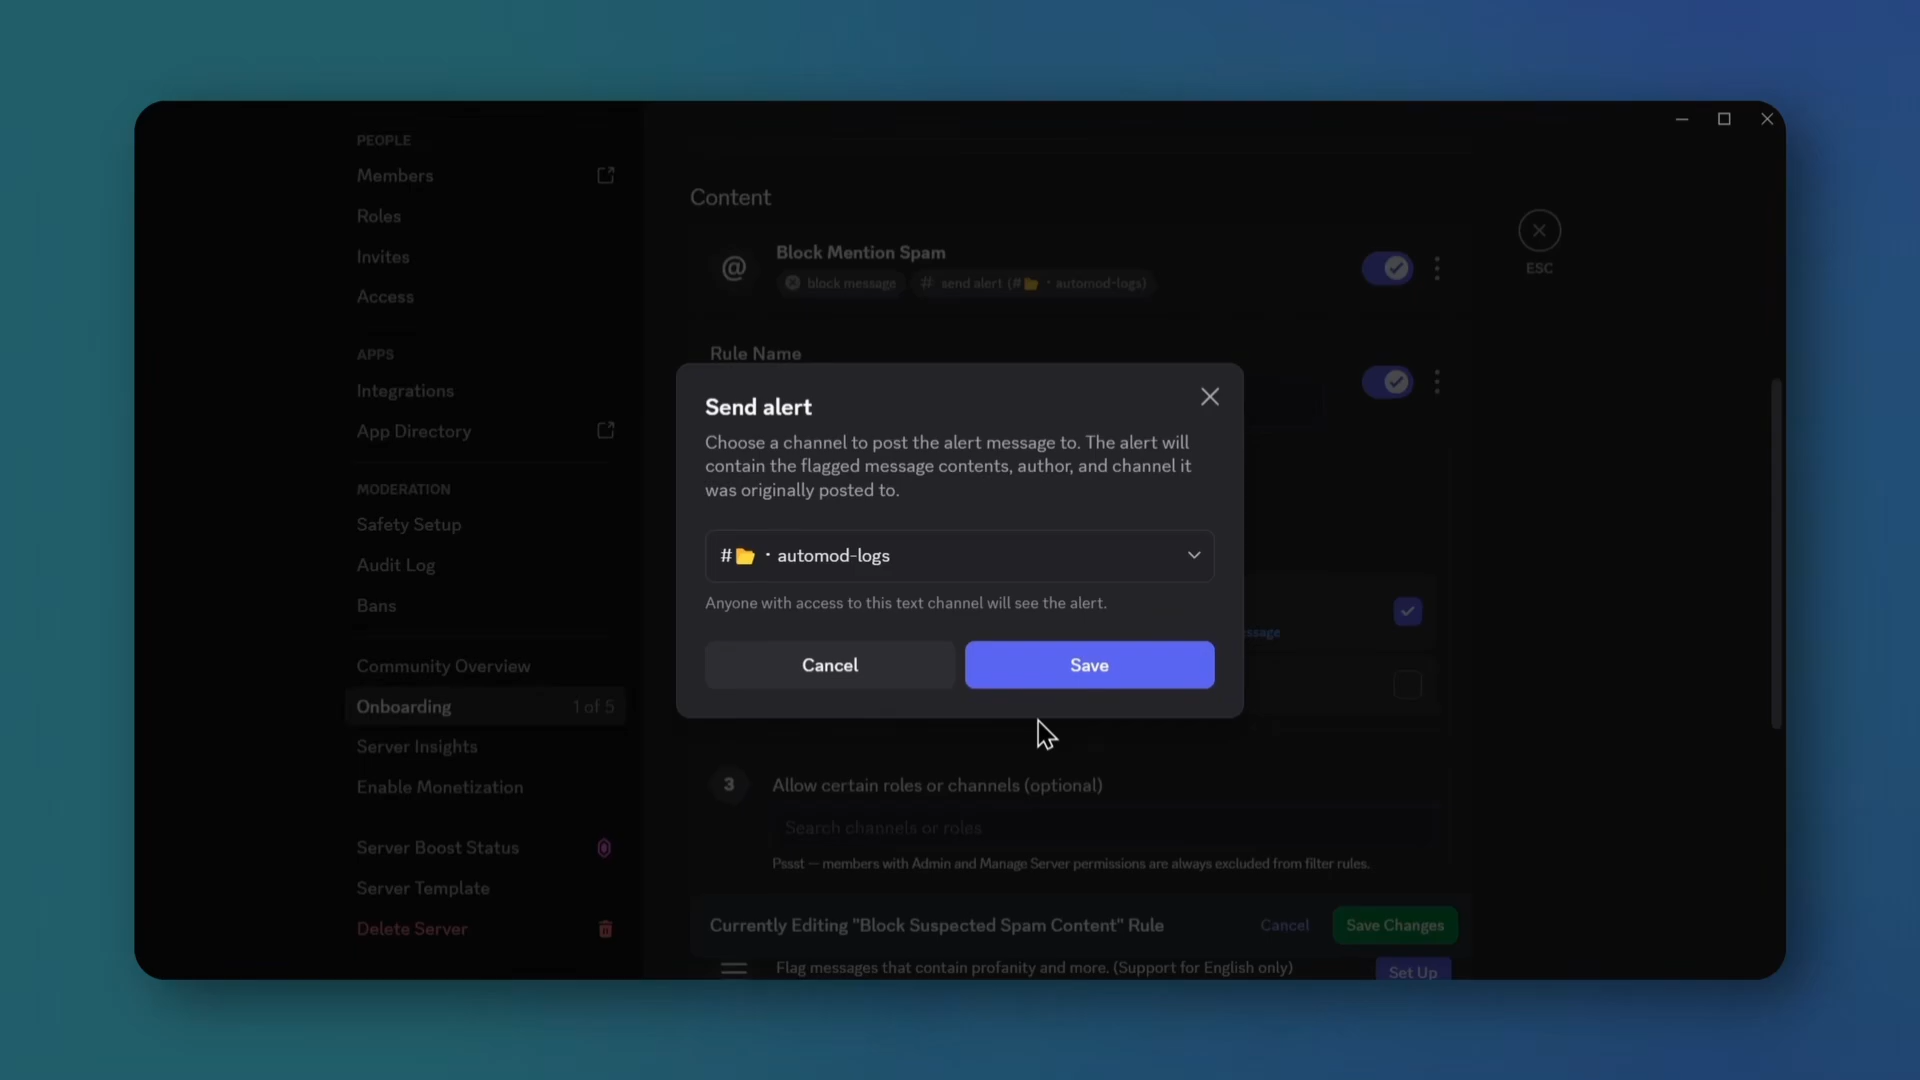 PEOPLE
Members
Roles
Invites
Access
APPS
Integrations
App Directory
MODERATION
Safety Setup
Audit Log
Bans
Community Overview
Onboarding 1 of 5
Server Insights
Enable Monetization
Server Boost Status
Server Template
Delete Server
Content
@ Block Mention Spam
block message # send alert (#📁・automod-logs)
ESC
Rule Name
Send alert
Choose a channel to post the alert message to. The alert will
contain the flagged message contents, author, and channel it
was originally posted to.
#📁・automod-logs
Anyone with access to this text channel will see the alert.
Cancel Save
3 Allow certain roles or channels (optional)
Search channels or roles
Pssst — members with Admin and Manage Server permissions are always excluded from filter rules.
Currently Editing "Block Suspected Spam Content" Rule Cancel Save Changes
Flag messages that contain profanity and more. (Support for English only) Set Up